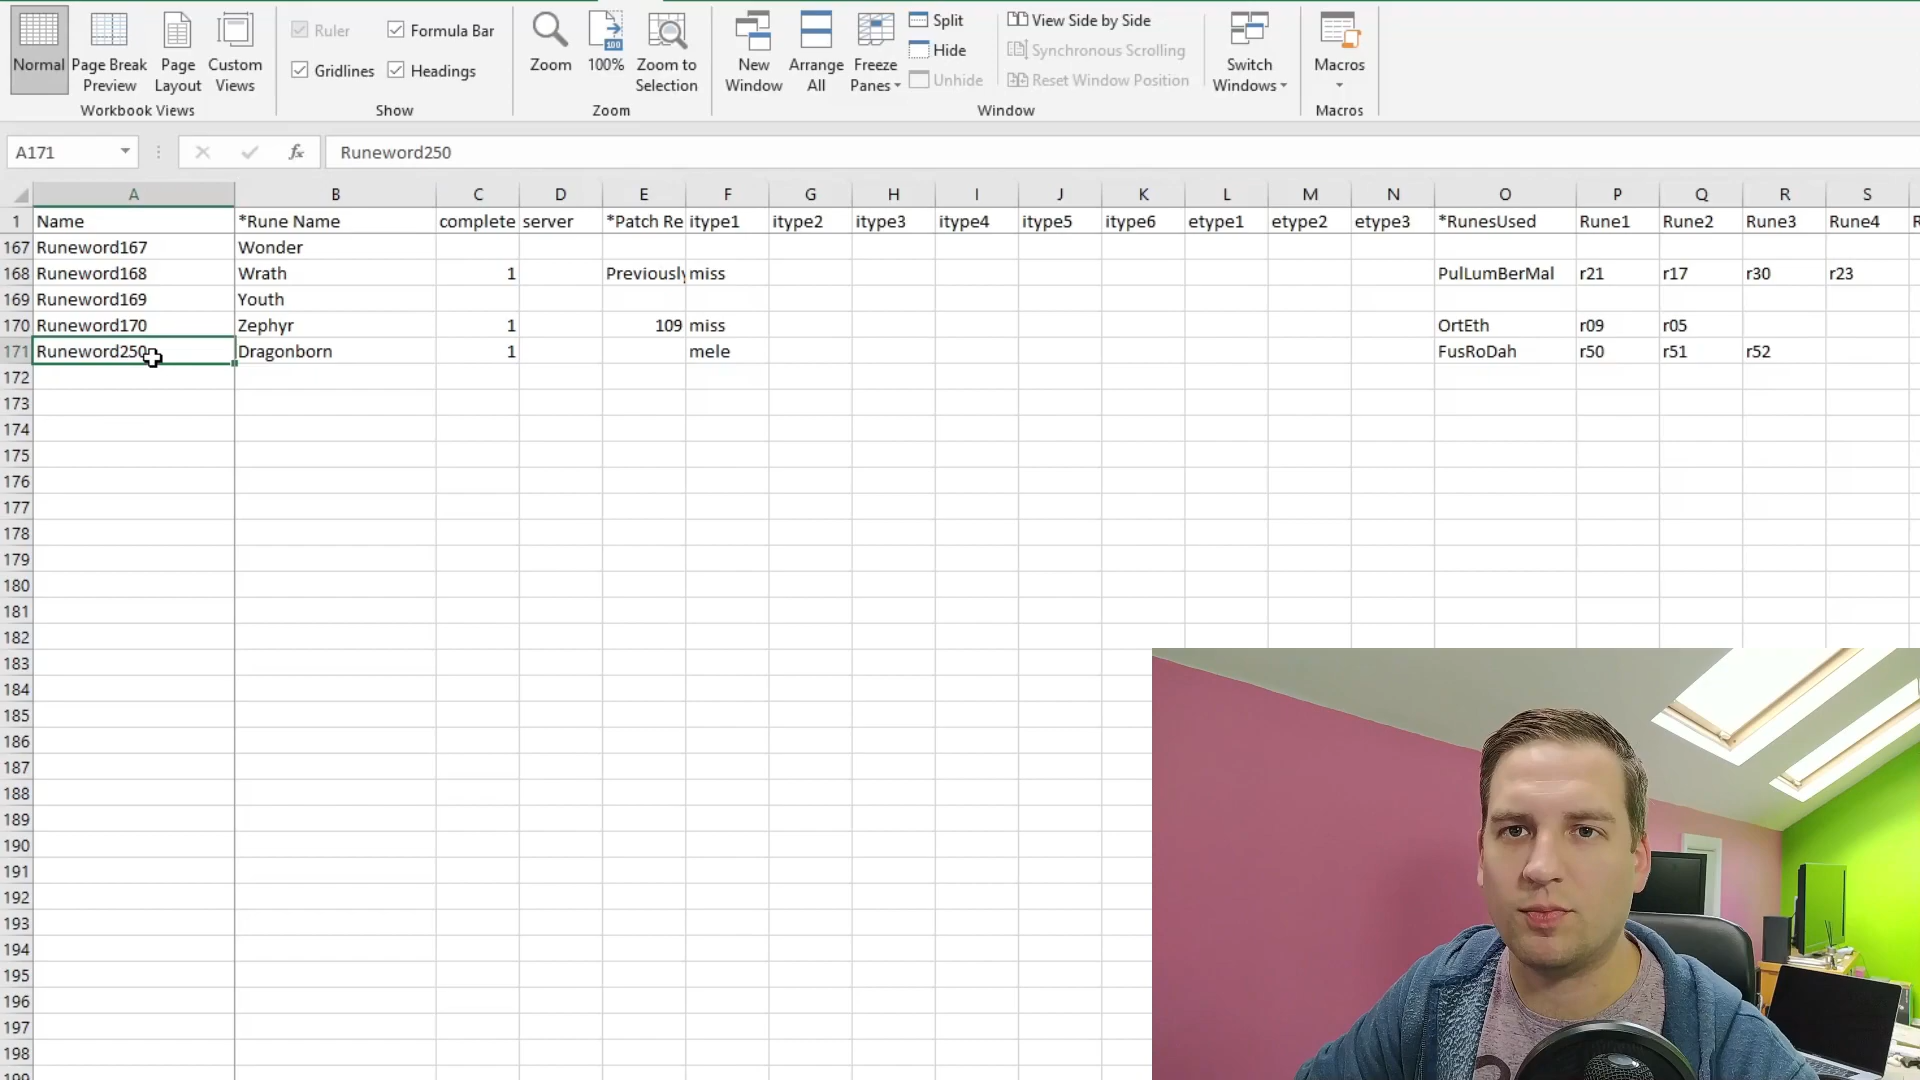 Normal
Page Break Preview
Page Layout
Custom Views
Workbook Views
Ruler
Formula Bar
Gridlines
Headings
Show
Zoom
100%
100
Zoom to Selection
Zoom
New Window
Arrange All
Freeze Panes
Split
Hide
Unhide
View Side by Side
Synchronous Scrolling
Reset Window Position
Window
Switch Windows
Macros
Macros
A171
fx
Runeword250
A B C D E F G H I J K L M N O P Q R S
1 Name *Rune Name complete server *Patch Re itype1 itype2 itype3 itype4 itype5 itype6 etype1 etype2 etype3 *RunesUsed Rune1 Rune2 Rune3 Rune4
167 Runeword167 Wonder
168 Runeword168 Wrath 1 Previously miss PulLumBerMal r21 r17 r30 r23
169 Runeword169 Youth
170 Runeword170 Zephyr 1 109 miss OrtEth r09 r05
171 Runeword250 Dragonborn 1 mele FusRoDah r50 r51 r52
172
173
174
175
176
177
178
179
180
181
182
183
184
185
186
187
188
189
190
191
192
193
194
195
196
197
198
199